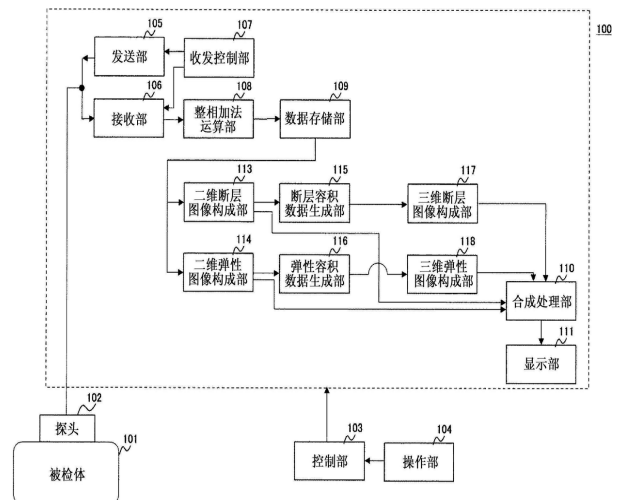 100
105
发送部
107
收发控制部
106
接收部
108
整相加法
运算部
109
数据存储部
113
二维断层
图像构成部
115
断层容积
数据生成部
117
三维断层
图像构成部
114
二维弹性
图像构成部
116
弹性容积
数据生成部
118
三维弹性
图像构成部
110
合成处理部
111
显示部
102
探头
101
被检体
103
控制部
104
操作部